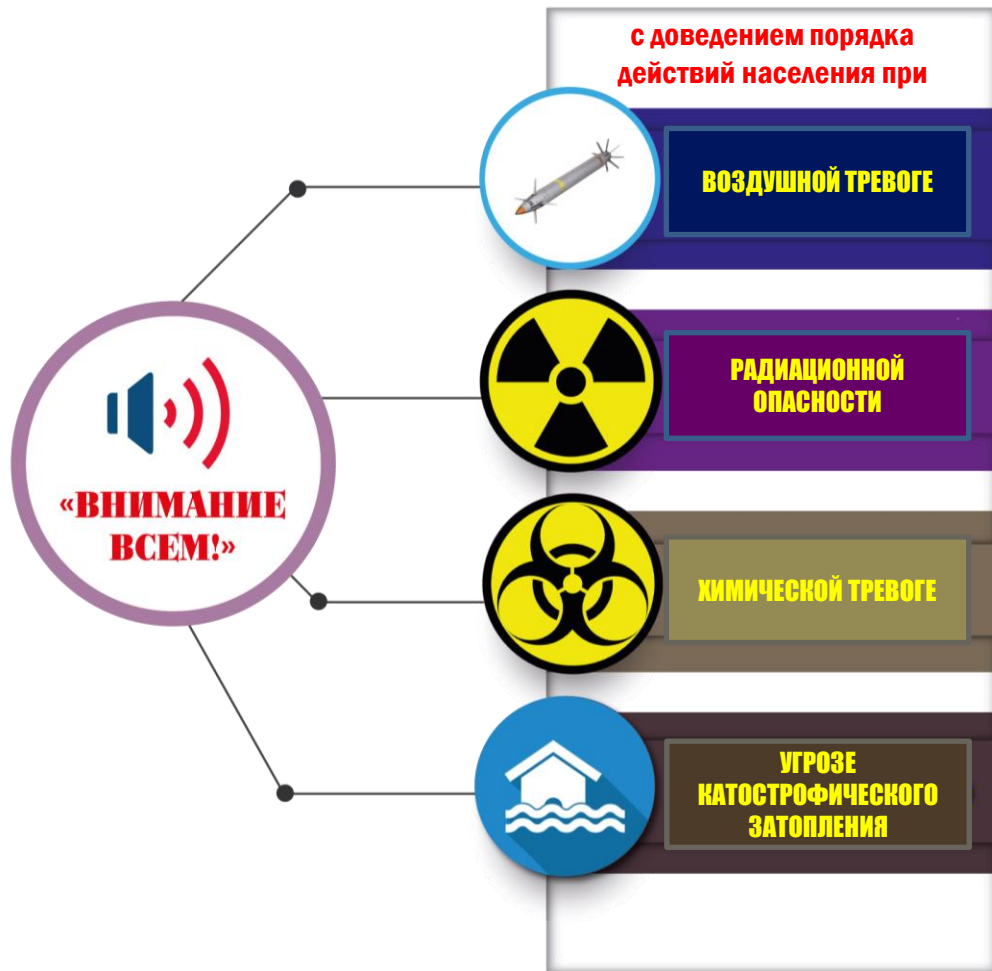 с доведением порядка
действий населения при
ВОЗДУШНОЙ ТРЕВОГЕ
РАДИАЦИОННОЙ
ОПАСНОСТИ
«ВНИМАНИЕ
ВСЕМ!»
ХИМИЧЕСКОЙ ТРЕВОГЕ
УГРОЗЕ
КАТОСТРОФИЧЕСКОГО
ЗАТОПЛЕНИЯ